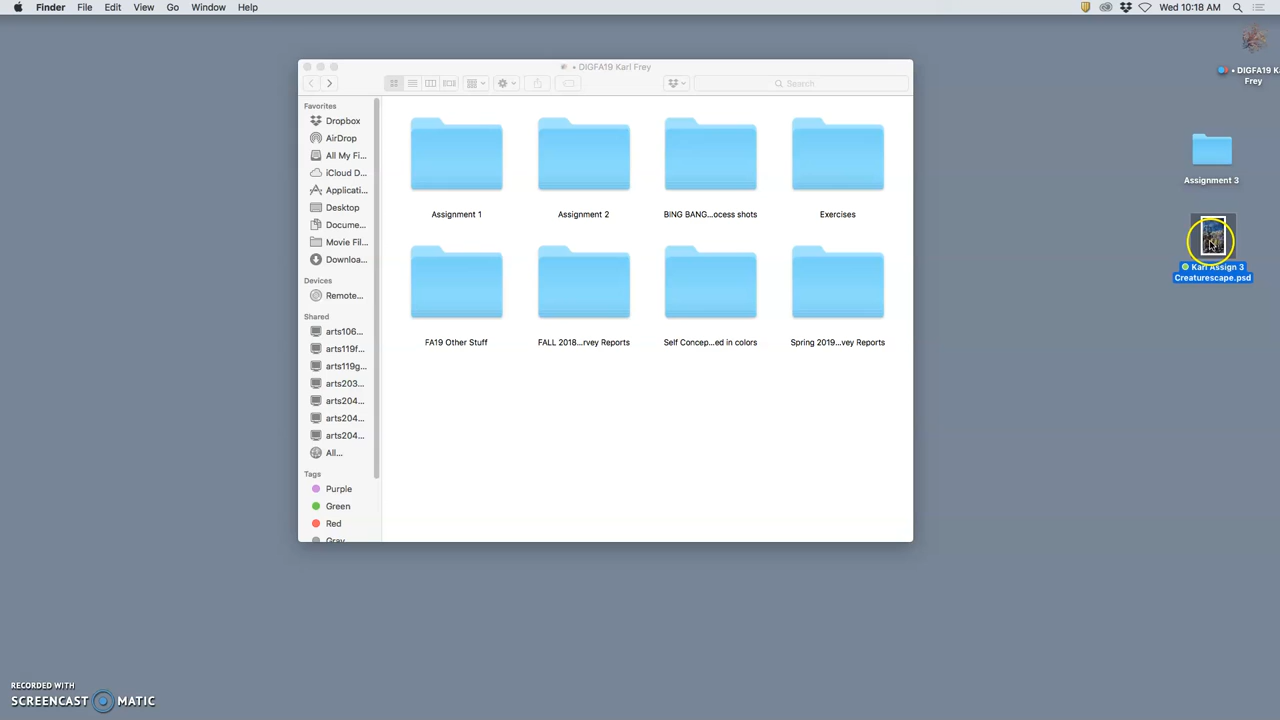 Finder File Edit View Go Window Help
Wed 10:18 AM
• DIGFA19 Karl Frey
Search
Favorites
Dropbox
AirDrop
All My Fi...
iCloud D...
Applicati...
Desktop
Docume...
Movie Fil...
Downloa...
Devices
Remote...
Shared
arts106...
arts119f...
arts119g...
arts203...
arts204...
arts204...
arts204...
All...
Tags
Purple
Green
Red
Gray
Assignment 1
Assignment 2
BING BANG...ocess shots
Exercises
FA19 Other Stuff
FALL 2018...rvey Reports
Self Concep...ed in colors
Spring 2019...vey Reports
• DIGFA19 K
Frey
Assignment 3
Karl Assign 3
Creaturescape.psd
RECORDED WITH
SCREENCAST MATIC